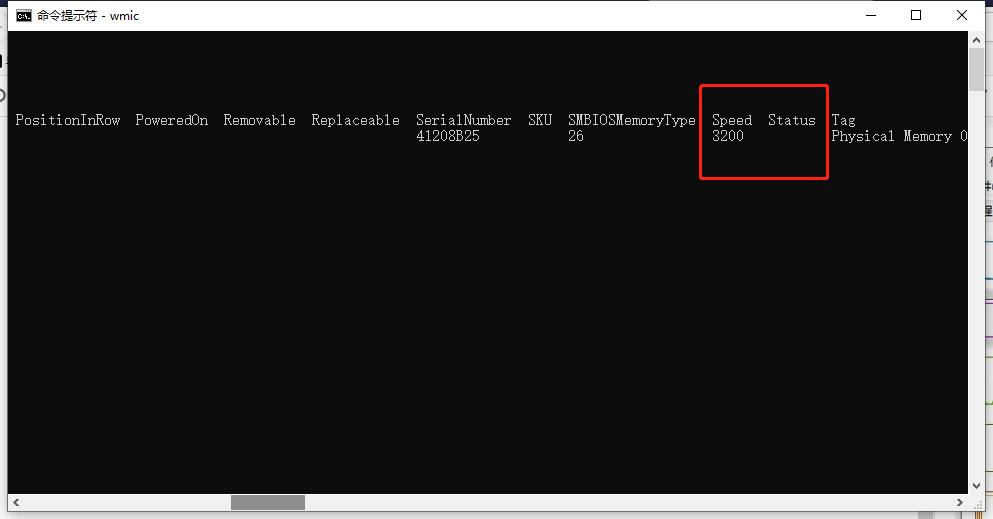 命令提示符 - wmic
PositionInRow PoweredOn Removable Replaceable SerialNumber SKU SMBIOSMemoryType Speed Status Tag
41208B25 26 3200 Physical Memory 0